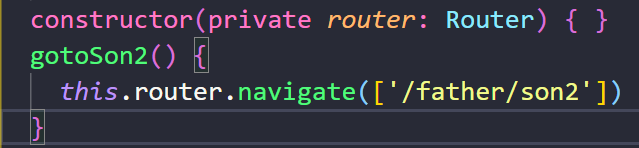 constructor(private router: Router) { }
gotoSon2() {
this.router.navigate(['/father/son2'])
}